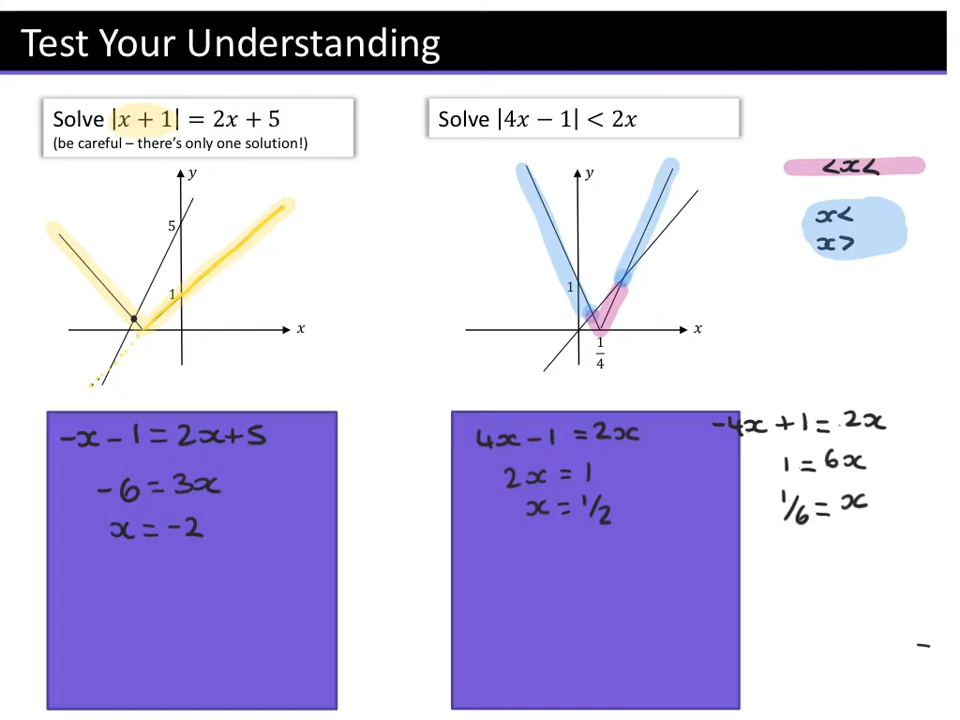 Test Your Understanding
Solve |x + 1| = 2x + 5
(be careful – there's only one solution!)
Solve |4x − 1| < 2x
<x<
x<
x>
y
5
1
x
y
1
x
1/4
-x - 1 = 2x+5
-6 = 3x
x = -2
4x - 1 = 2x
2x = 1
x = 1/2
-4x + 1 = 2x
1 = 6x
1/6 = x